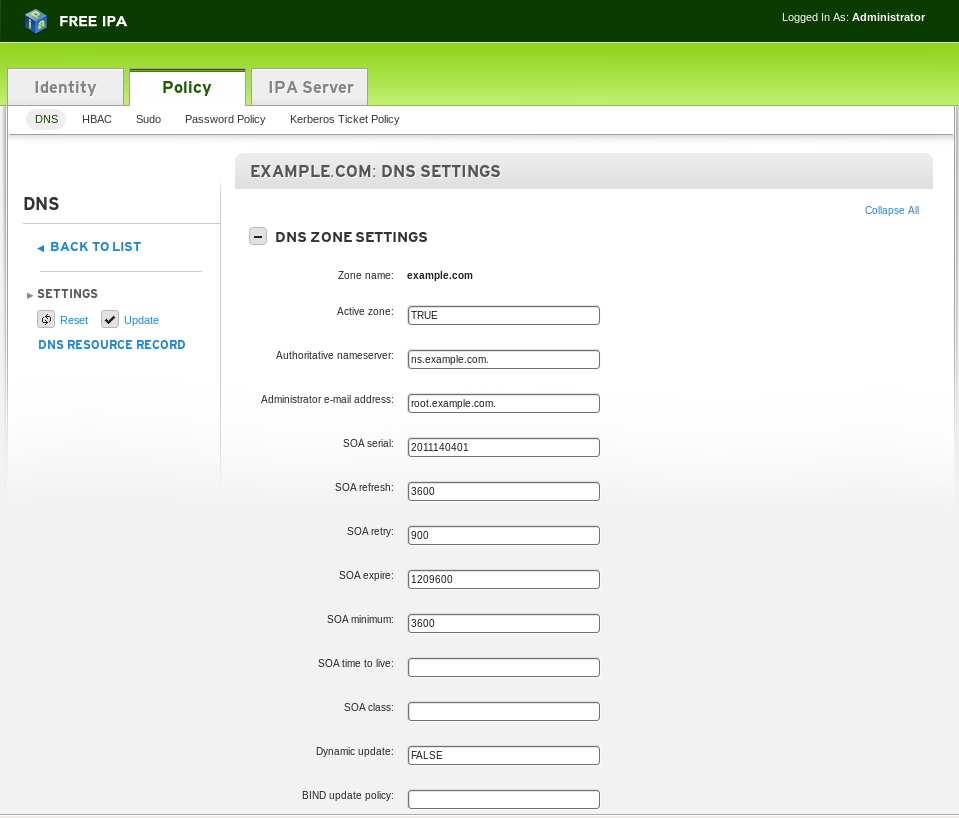 FREE IPA
Logged In As: Administrator
Identity Policy IPA Server
DNS HBAC Sudo Password Policy Kerberos Ticket Policy
DNS
◂ BACK TO LIST
▸ SETTINGS
Reset Update
DNS RESOURCE RECORD
EXAMPLE.COM: DNS SETTINGS
Collapse All
DNS ZONE SETTINGS
Zone name: example.com
Active zone: TRUE
Authoritative nameserver: ns.example.com.
Administrator e-mail address: root.example.com.
SOA serial: 2011140401
SOA refresh: 3600
SOA retry: 900
SOA expire: 1209600
SOA minimum: 3600
SOA time to live:
SOA class:
Dynamic update: FALSE
BIND update policy: